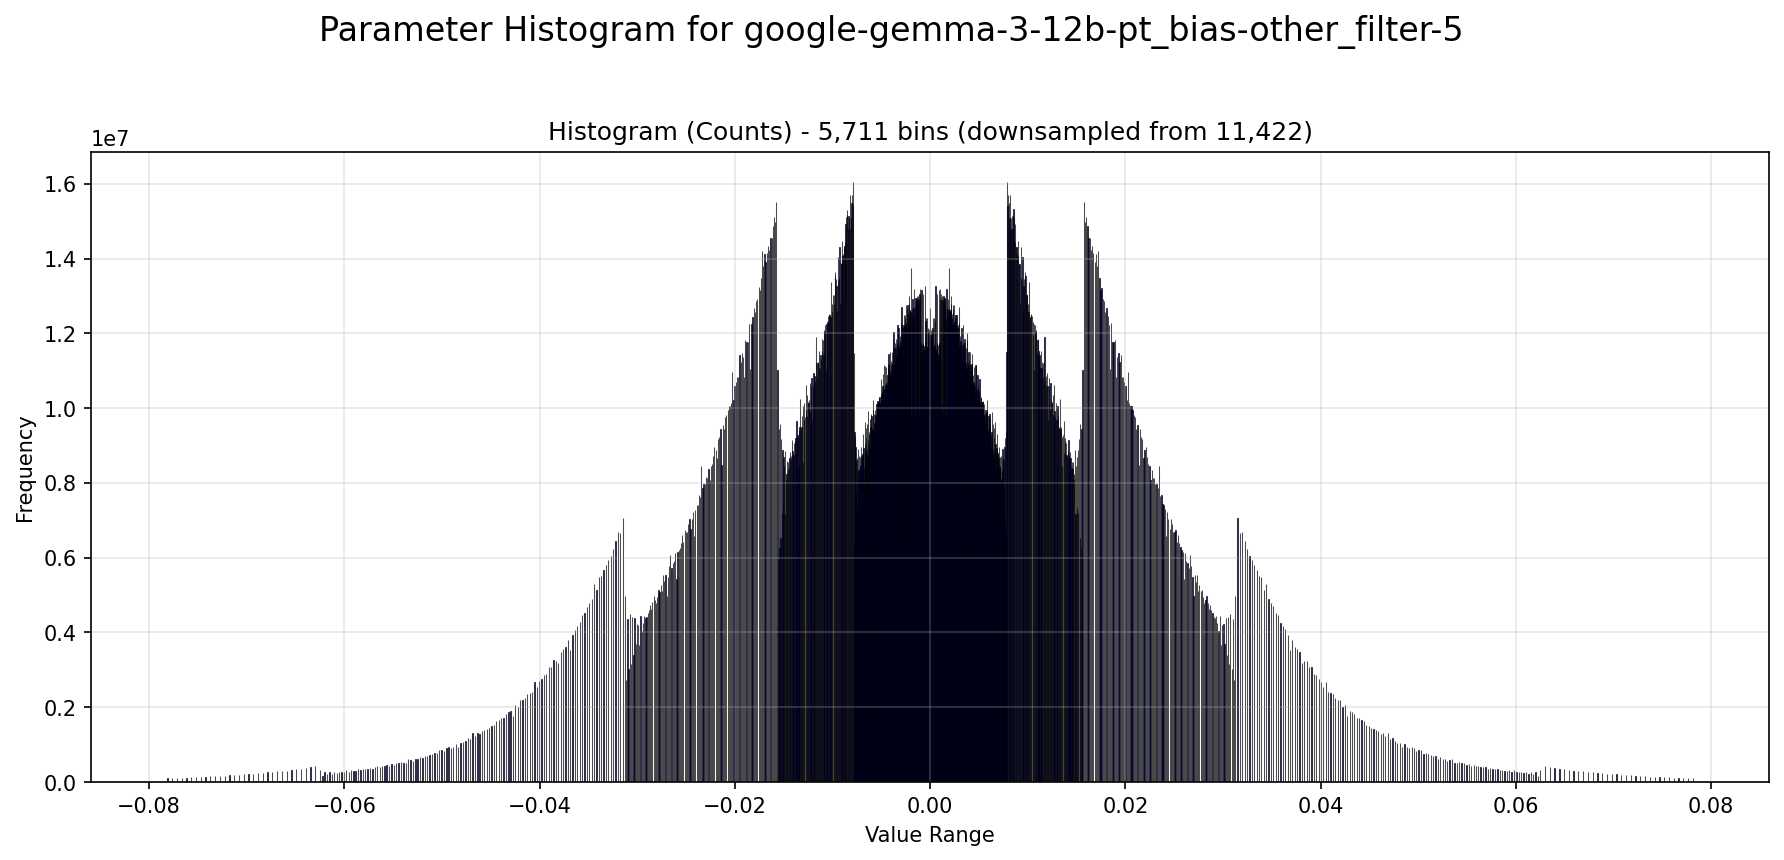 Parameter Histogram for google-gemma-3-12b-pt_bias-other_filter-5
Histogram (Counts) - 5,711 bins (downsampled from 11,422)
1e7
1.6
1.4
1.2
1.0
0.8
0.6
0.4
0.2
0.0
Frequency
−0.08 −0.06 −0.04 −0.02 0.00 0.02 0.04 0.06 0.08
Value Range